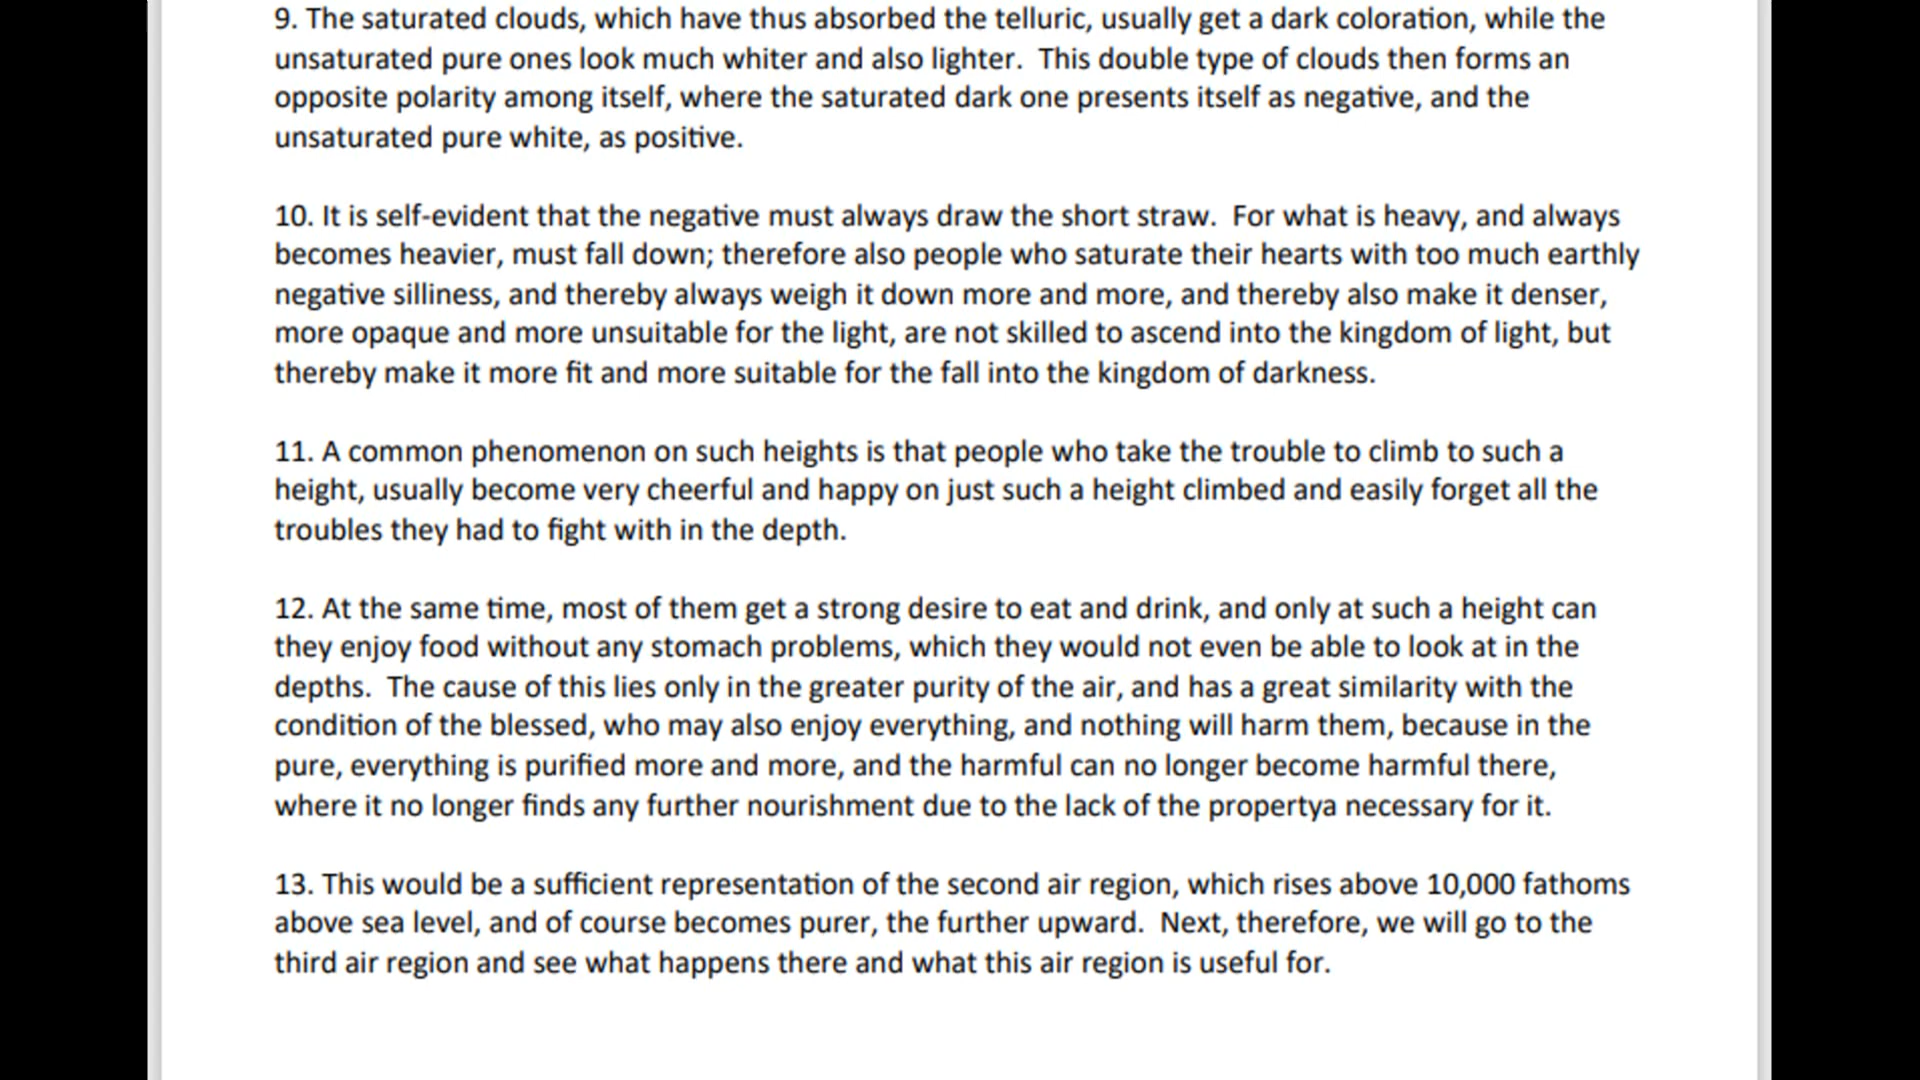 9. The saturated clouds, which have thus absorbed the telluric, usually get a dark coloration, while the
unsaturated pure ones look much whiter and also lighter.  This double type of clouds then forms an
opposite polarity among itself, where the saturated dark one presents itself as negative, and the
unsaturated pure white, as positive.
10. It is self-evident that the negative must always draw the short straw.  For what is heavy, and always
becomes heavier, must fall down; therefore also people who saturate their hearts with too much earthly
negative silliness, and thereby always weigh it down more and more, and thereby also make it denser,
more opaque and more unsuitable for the light, are not skilled to ascend into the kingdom of light, but
thereby make it more fit and more suitable for the fall into the kingdom of darkness.
11. A common phenomenon on such heights is that people who take the trouble to climb to such a
height, usually become very cheerful and happy on just such a height climbed and easily forget all the
troubles they had to fight with in the depth.
12. At the same time, most of them get a strong desire to eat and drink, and only at such a height can
they enjoy food without any stomach problems, which they would not even be able to look at in the
depths.  The cause of this lies only in the greater purity of the air, and has a great similarity with the
condition of the blessed, who may also enjoy everything, and nothing will harm them, because in the
pure, everything is purified more and more, and the harmful can no longer become harmful there,
where it no longer finds any further nourishment due to the lack of the propertya necessary for it.
13. This would be a sufficient representation of the second air region, which rises above 10,000 fathoms
above sea level, and of course becomes purer, the further upward.  Next, therefore, we will go to the
third air region and see what happens there and what this air region is useful for.